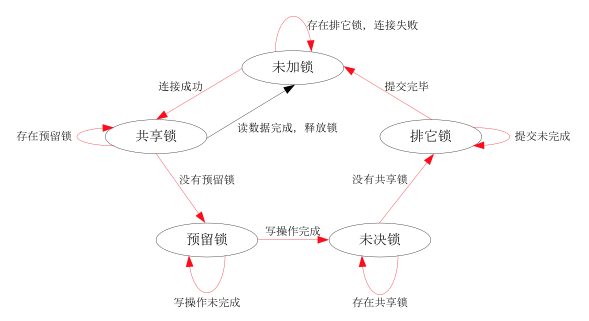 存在排它锁，连接失败
未加锁
连接成功
提交完毕
读数据完成，释放锁
存在预留锁
共享锁
排它锁
提交未完成
没有预留锁
没有共享锁
写操作完成
预留锁
未决锁
写操作未完成
存在共享锁